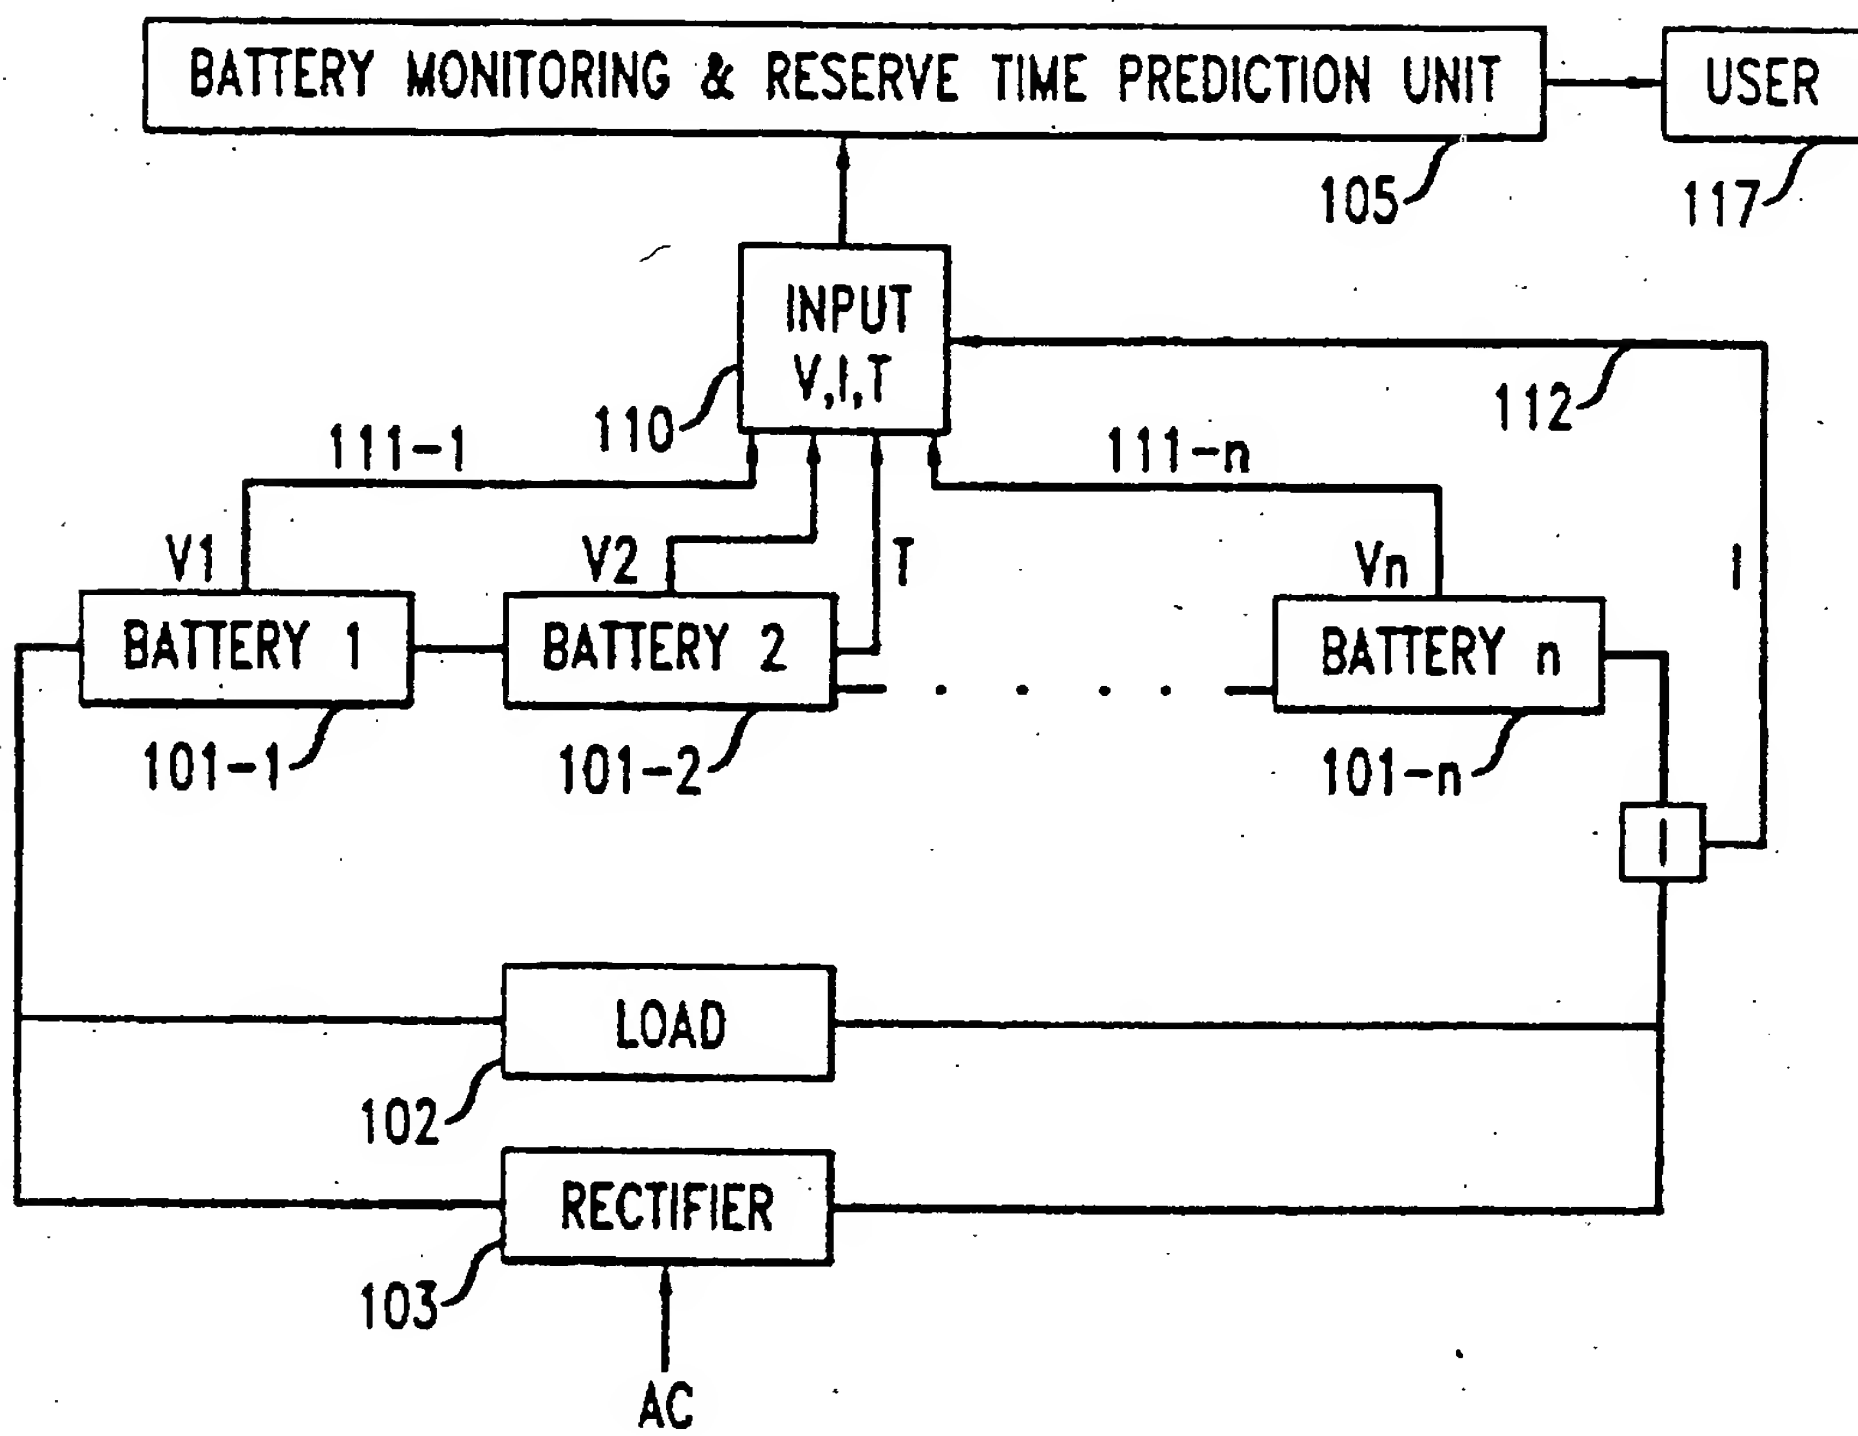 BATTERY MONITORING & RESERVE TIME PREDICTION UNIT
USER
105
117
INPUT
V,I,T
110
112
111-1
111-n
V1
V2
T
Vn
I
BATTERY 1
BATTERY 2
BATTERY n
101-1
101-2
101-n
I
LOAD
102
RECTIFIER
103
AC